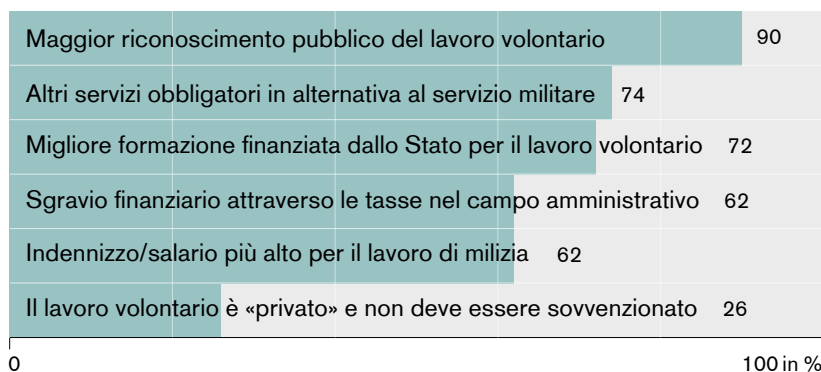 Maggior riconoscimento pubblico del lavoro volontario 90
Altri servizi obbligatori in alternativa al servizio militare 74
Migliore formazione finanziata dallo Stato per il lavoro volontario 72
Sgravio finanziario attraverso le tasse nel campo amministrativo 62
Indennizzo/salario più alto per il lavoro di milizia 62
Il lavoro volontario è «privato» e non deve essere sovvenzionato 26
0 100 in %